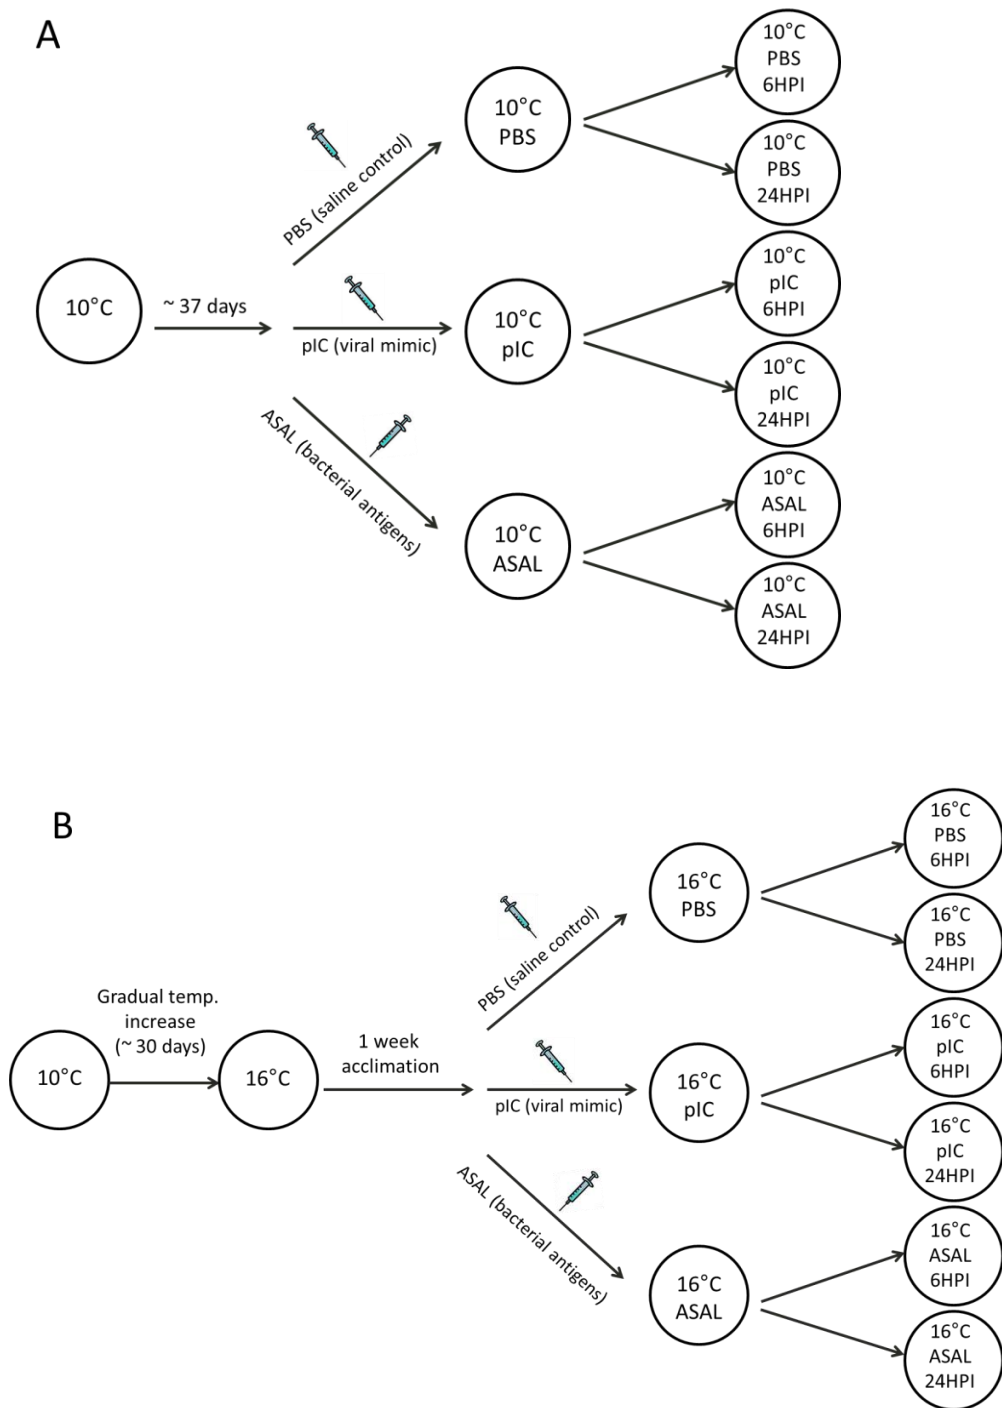 A
10°C
~ 37 days
PBS (saline control)
pIC (viral mimic)
ASAL (bacterial antigens)
10°C
PBS
10°C
pIC
10°C
ASAL
10°C
PBS
6HPI
10°C
PBS
24HPI
10°C
pIC
6HPI
10°C
pIC
24HPI
10°C
ASAL
6HPI
10°C
ASAL
24HPI
B
10°C
Gradual temp.
increase
(~ 30 days)
16°C
1 week
acclimation
PBS (saline control)
pIC (viral mimic)
ASAL (bacterial antigens)
16°C
PBS
16°C
pIC
16°C
ASAL
16°C
PBS
6HPI
16°C
PBS
24HPI
16°C
pIC
6HPI
16°C
pIC
24HPI
16°C
ASAL
6HPI
16°C
ASAL
24HPI